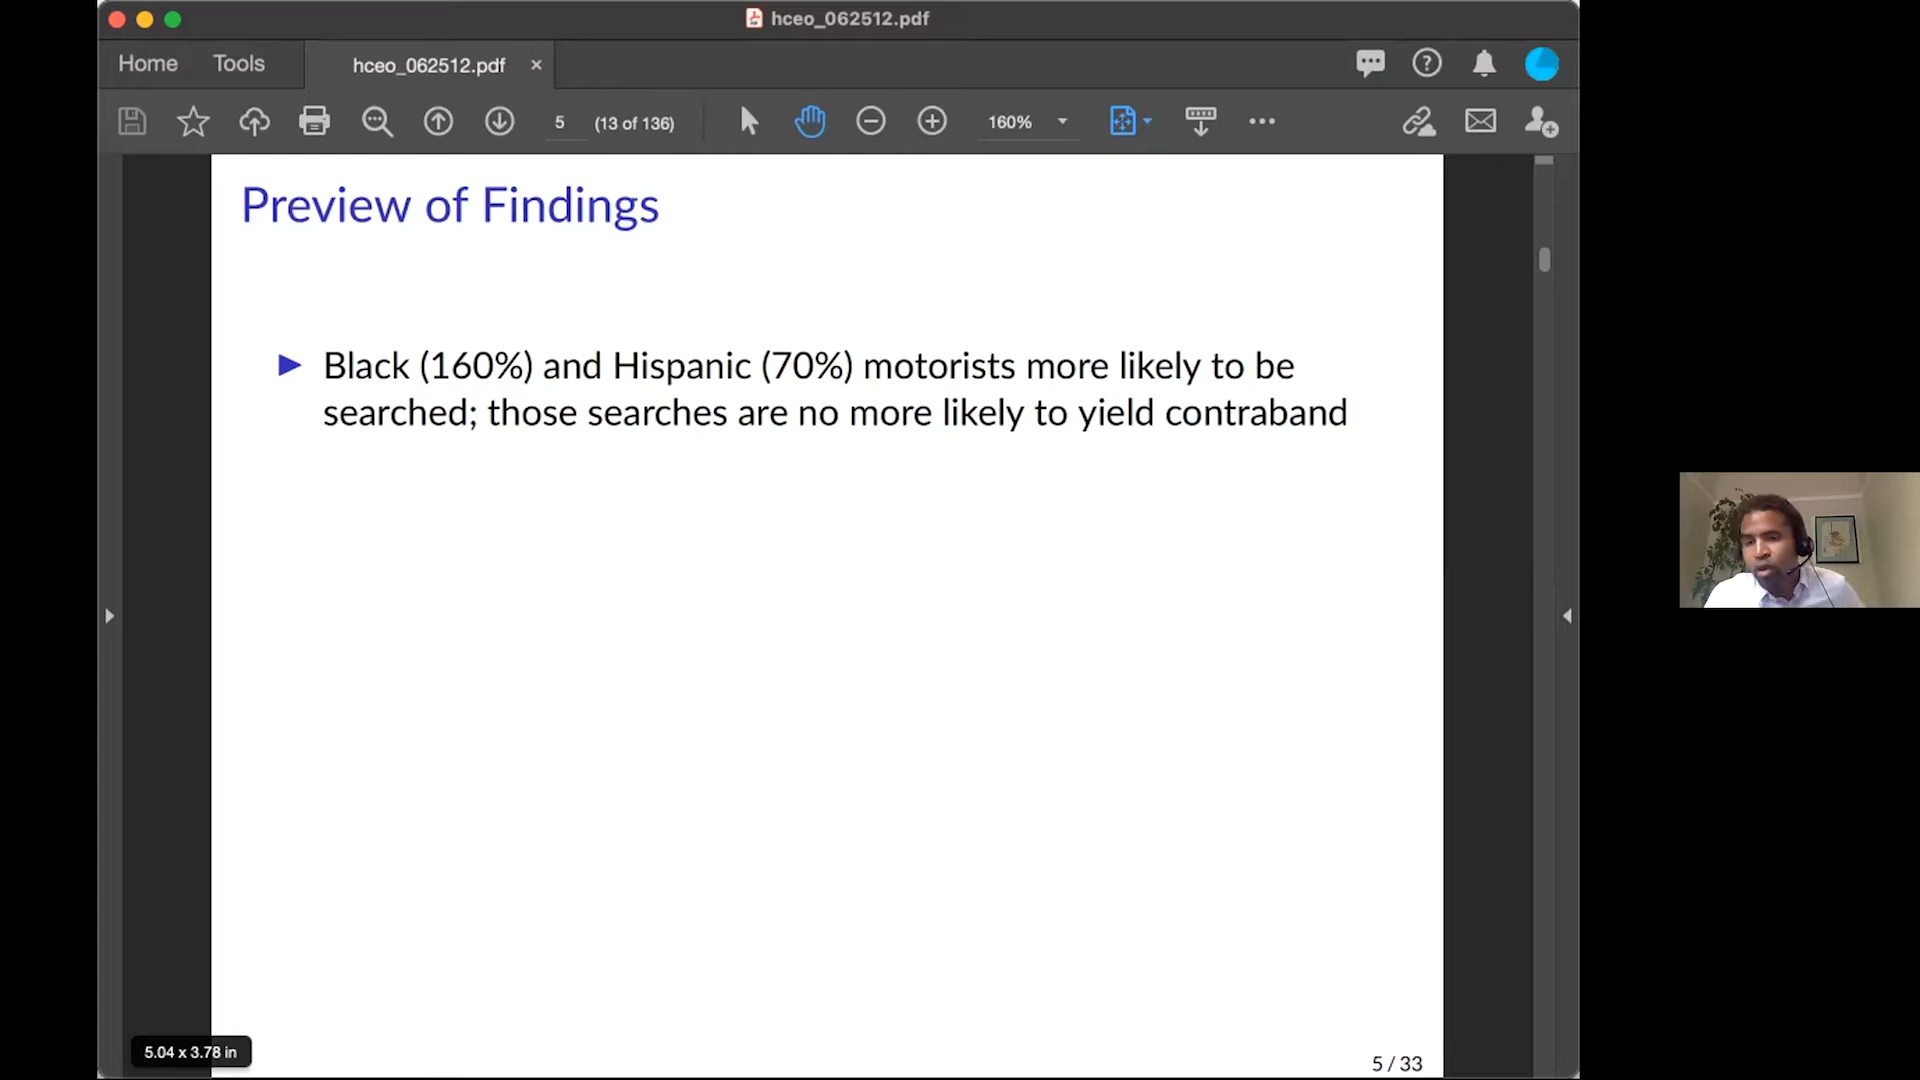 hceo_062512.pdf
Home
Tools
hceo_062512.pdf
5
(13 of 136)
160%
Preview of Findings
Black (160%) and Hispanic (70%) motorists more likely to be
searched; those searches are no more likely to yield contraband
5.04 x 3.78 in
5 / 33